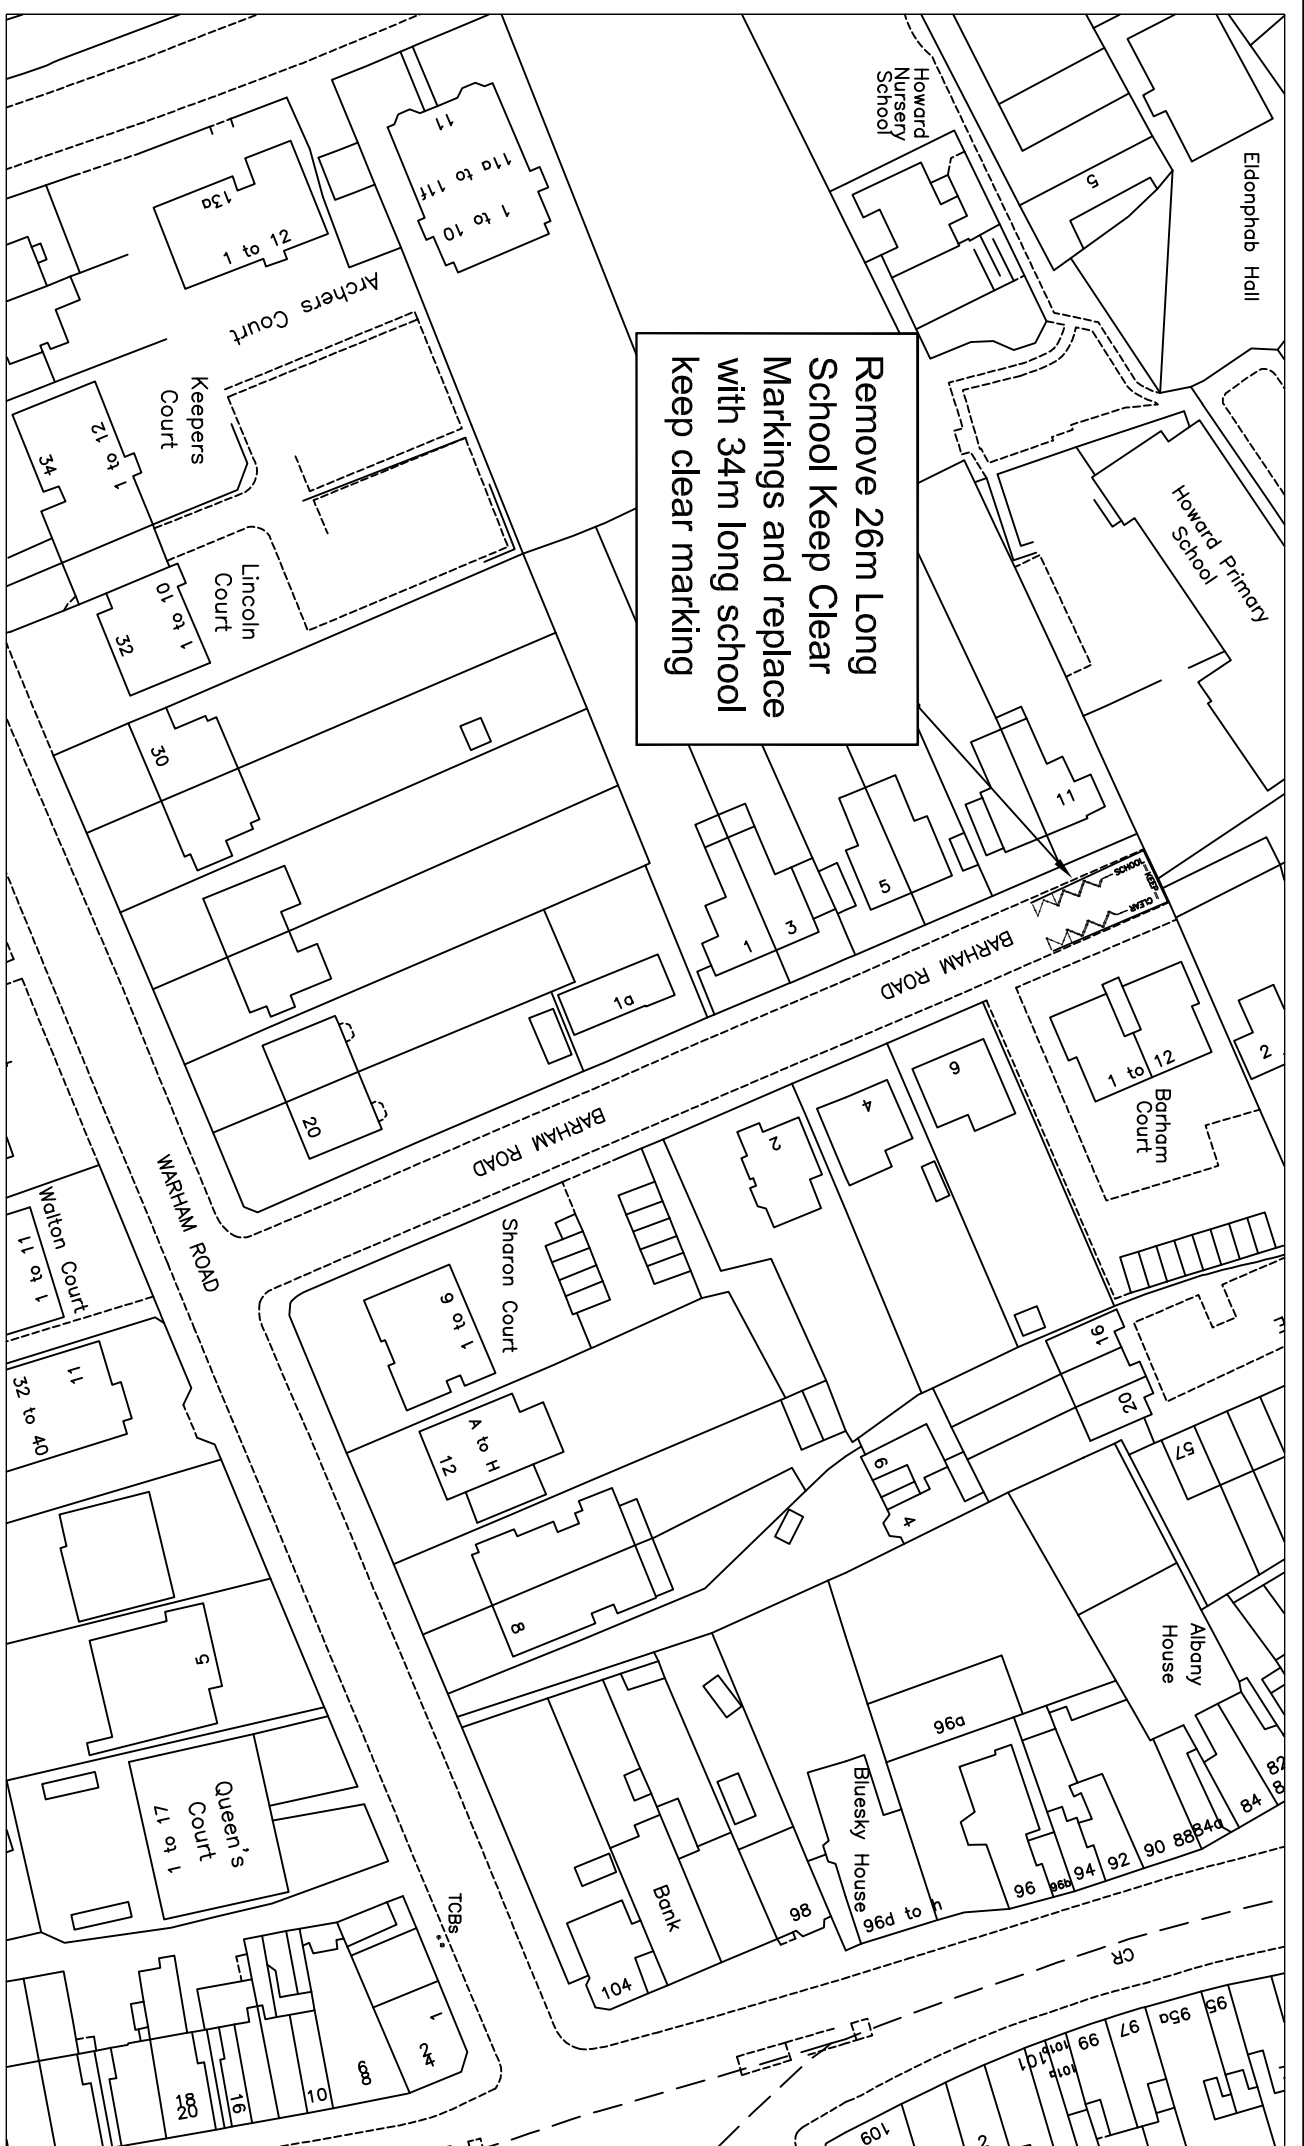 Remove 26m Long
School Keep Clear
Markings and replace
with 34m long school
keep clear marking
Eldonphab Hall
Howard
Nursery
School
5
Howard Primary
School
11
11a to 11f
1 to 10
13a
1 to 12
Archers Court
Keepers
Court
1 to 12
34
Lincoln
Court
1 to 10
32
30
11
5
3
1
1a
20
SCHOOL
KEEP
CLEAR
BARHAM ROAD
BARHAM ROAD
WARHAM ROAD
1 to 12
Barham
Court
2
6
4
2
Sharon Court
1 to 6
A to H
12
8
Walton Court
1 to 11
11
32 to 40
5
Queen's
Court
1 to 17
16
20
57
9
4
Albany
House
96a
Bluesky House
96d to h
96
96b
94
92
90
88
84a
84
82
98
Bank
104
TCBs
CR
1
2
4
6
8
10
16
18
20
95
95a
97
99
101
101a
109